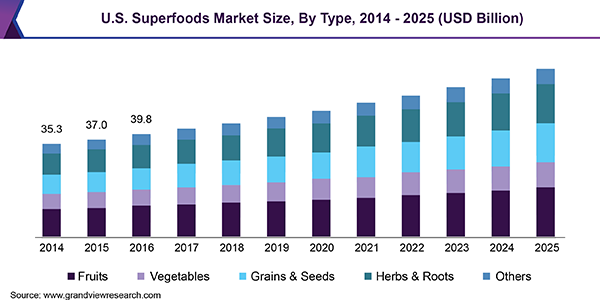 U.S. Superfoods Market Size, By Type, 2014 - 2025 (USD Billion)
35.3 37.0 39.8
2014 2015 2016 2017 2018 2019 2020 2021 2022 2023 2024 2025
Fruits Vegetables Grains & Seeds Herbs & Roots Others
Source: www.grandviewresearch.com